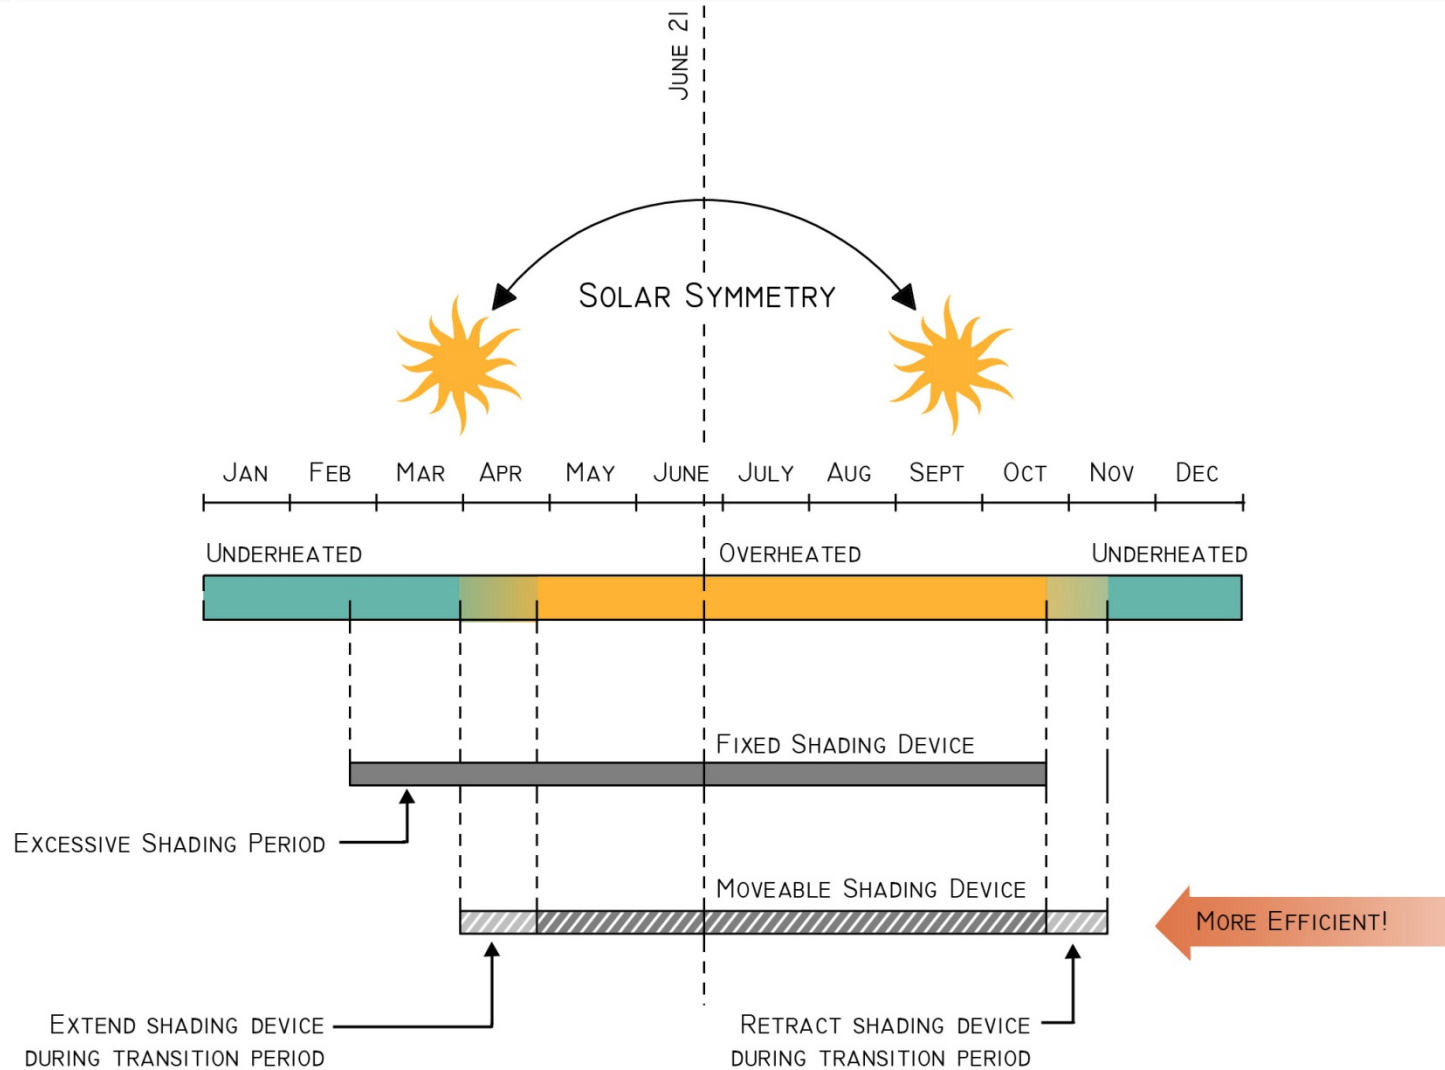 JUNE 21
SOLAR SYMMETRY
JAN FEB MAR APR MAY JUNE JULY AUG SEPT OCT NOV DEC
UNDERHEATED OVERHEATED UNDERHEATED
FIXED SHADING DEVICE
EXCESSIVE SHADING PERIOD
MOVEABLE SHADING DEVICE
MORE EFFICIENT!
EXTEND SHADING DEVICE
DURING TRANSITION PERIOD
RETRACT SHADING DEVICE
DURING TRANSITION PERIOD